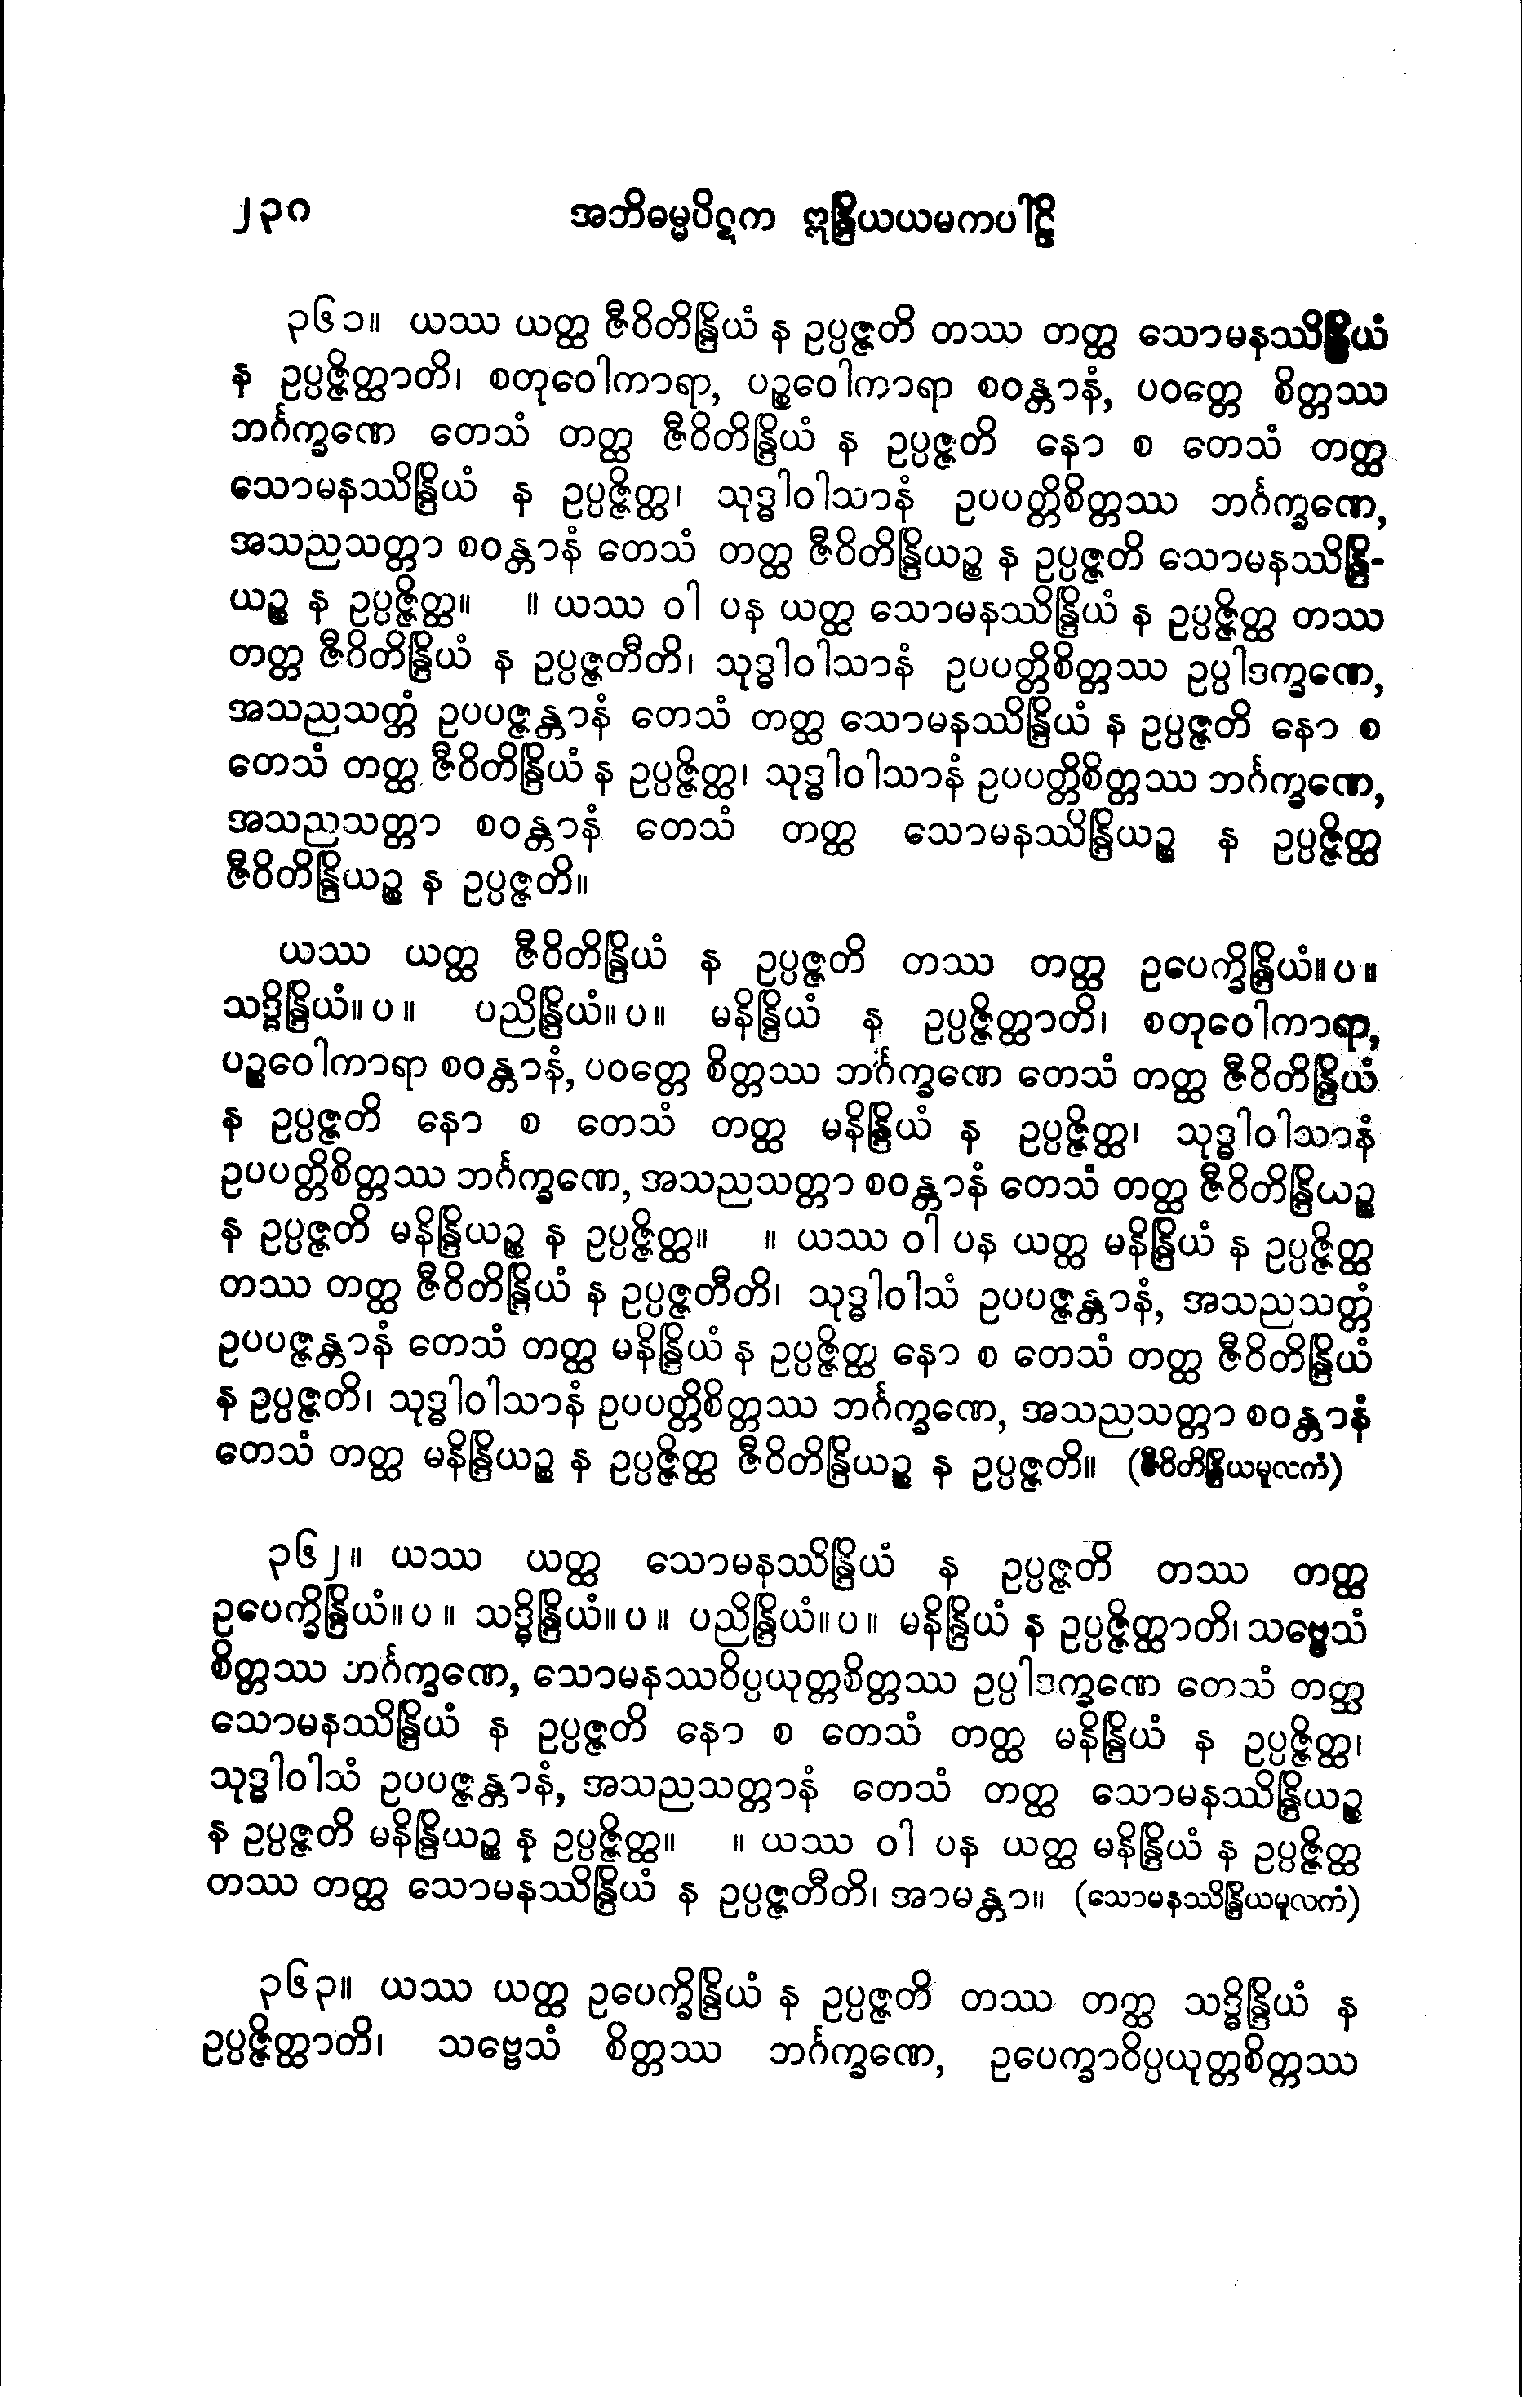 ၂၃၈ အဘိဓမ္မပိဋက ဣန္ဒြိယယမကပါဠိ
၃၆၁။ ယဿ ယတ္ထ ဇီဝိတိန္ဒြိယံ န ဥပ္ပဇ္ဇတိ တဿ တတ္ထ သောမနဿိန္ဒြိယံ
န ဥပ္ပဇ္ဇိတ္ထာတိ၊ စတုဝေါကာရာ, ပဉ္စဝေါကာရာ စဝန္တာနံ, ပဝတ္တေ စိတ္တဿ
ဘင်္ဂက္ခဏေ တေသံ တတ္ထ ဇီဝိတိန္ဒြိယံ န ဥပ္ပဇ္ဇတိ နော စ တေသံ တတ္ထ
သောမနဿိန္ဒြိယံ န ဥပ္ပဇ္ဇိတ္ထ၊ သုဒ္ဓါဝါသာနံ ဥပပတ္တိစိတ္တဿ ဘင်္ဂက္ခဏေ,
အသညသတ္တာ စဝန္တာနံ တေသံ တတ္ထ ဇီဝိတိန္ဒြိယဉ္စ န ဥပ္ပဇ္ဇတိ သောမနဿိန္ဒြိ-
ယဉ္စ န ဥပ္ပဇ္ဇိတ္ထ။ ။ ယဿ ဝါ ပန ယတ္ထ သောမနဿိန္ဒြိယံ န ဥပ္ပဇ္ဇိတ္ထ တဿ
တတ္ထ ဇီဝိတိန္ဒြိယံ န ဥပ္ပဇ္ဇတီတိ၊ သုဒ္ဓါဝါသာနံ ဥပပတ္တိစိတ္တဿ ဥပ္ပါဒက္ခဏေ,
အသညသတ္တံ ဥပပဇ္ဇန္တာနံ တေသံ တတ္ထ သောမနဿိန္ဒြိယံ န ဥပ္ပဇ္ဇတိ နော စ
တေသံ တတ္ထ ဇီဝိတိန္ဒြိယံ န ဥပ္ပဇ္ဇိတ္ထ၊ သုဒ္ဓါဝါသာနံ ဥပပတ္တိစိတ္တဿ ဘင်္ဂက္ခဏေ,
အသညသတ္တာ စဝန္တာနံ တေသံ တတ္ထ သောမနဿိန္ဒြိယဉ္စ န ဥပ္ပဇ္ဇိတ္ထ
ဇီဝိတိန္ဒြိယဉ္စ န ဥပ္ပဇ္ဇတိ။
ယဿ ယတ္ထ ဇီဝိတိန္ဒြိယံ န ဥပ္ပဇ္ဇတိ တဿ တတ္ထ ဥပေက္ခိန္ဒြိယံ။ပ။
သဒ္ဓိန္ဒြိယံ။ပ။ ပညိန္ဒြိယံ။ပ။ မနိန္ဒြိယံ န ဥပ္ပဇ္ဇိတ္ထာတိ၊ စတုဝေါကာရာ,
ပဉ္စဝေါကာရာ စဝန္တာနံ, ပဝတ္တေ စိတ္တဿ ဘင်္ဂက္ခဏေ တေသံ တတ္ထ ဇီဝိတိန္ဒြိယံ
န ဥပ္ပဇ္ဇတိ နော စ တေသံ တတ္ထ မနိန္ဒြိယံ န ဥပ္ပဇ္ဇိတ္ထ၊ သုဒ္ဓါဝါသာနံ
ဥပပတ္တိစိတ္တဿ ဘင်္ဂက္ခဏေ, အသညသတ္တာ စဝန္တာနံ တေသံ တတ္ထ ဇီဝိတိန္ဒြိယဉ္စ
န ဥပ္ပဇ္ဇတိ မနိန္ဒြိယဉ္စ န ဥပ္ပဇ္ဇိတ္ထ။ ။ ယဿ ဝါ ပန ယတ္ထ မနိန္ဒြိယံ န ဥပ္ပဇ္ဇိတ္ထ
တဿ တတ္ထ ဇီဝိတိန္ဒြိယံ န ဥပ္ပဇ္ဇတီတိ၊ သုဒ္ဓါဝါသံ ဥပပဇ္ဇန္တာနံ, အသညသတ္တံ
ဥပပဇ္ဇန္တာနံ တေသံ တတ္ထ မနိန္ဒြိယံ န ဥပ္ပဇ္ဇိတ္ထ နော စ တေသံ တတ္ထ ဇီဝိတိန္ဒြိယံ
န ဥပ္ပဇ္ဇတိ၊ သုဒ္ဓါဝါသာနံ ဥပပတ္တိစိတ္တဿ ဘင်္ဂက္ခဏေ, အသညသတ္တာ စဝန္တာနံ
တေသံ တတ္ထ မနိန္ဒြိယဉ္စ န ဥပ္ပဇ္ဇိတ္ထ ဇီဝိတိန္ဒြိယဉ္စ န ဥပ္ပဇ္ဇတိ။ (ဇီဝိတိန္ဒြိယမူလကံ)
၃၆၂။ ယဿ ယတ္ထ သောမနဿိန္ဒြိယံ န ဥပ္ပဇ္ဇတိ တဿ တတ္ထ
ဥပေက္ခိန္ဒြိယံ။ပ။ သဒ္ဓိန္ဒြိယံ။ပ။ ပညိန္ဒြိယံ။ပ။ မနိန္ဒြိယံ န ဥပ္ပဇ္ဇိတ္ထာတိ၊ သဗ္ဗေသံ
စိတ္တဿ ဘင်္ဂက္ခဏေ, သောမနဿဝိပ္ပယုတ္တစိတ္တဿ ဥပ္ပါဒက္ခဏေ တေသံ တတ္ထ
သောမနဿိန္ဒြိယံ န ဥပ္ပဇ္ဇတိ နော စ တေသံ တတ္ထ မနိန္ဒြိယံ န ဥပ္ပဇ္ဇိတ္ထ၊
သုဒ္ဓါဝါသံ ဥပပဇ္ဇန္တာနံ, အသညသတ္တာနံ တေသံ တတ္ထ သောမနဿိန္ဒြိယဉ္စ
န ဥပ္ပဇ္ဇတိ မနိန္ဒြိယဉ္စ န ဥပ္ပဇ္ဇိတ္ထ။ ။ ယဿ ဝါ ပန ယတ္ထ မနိန္ဒြိယံ န ဥပ္ပဇ္ဇိတ္ထ
တဿ တတ္ထ သောမနဿိန္ဒြိယံ န ဥပ္ပဇ္ဇတီတိ၊ အာမန္တာ။ (သောမနဿိန္ဒြိယမူလကံ)
၃၆၃။ ယဿ ယတ္ထ ဥပေက္ခိန္ဒြိယံ န ဥပ္ပဇ္ဇတိ တဿ တတ္ထ သဒ္ဓိန္ဒြိယံ န
ဥပ္ပဇ္ဇိတ္ထာတိ၊ သဗ္ဗေသံ စိတ္တဿ ဘင်္ဂက္ခဏေ, ဥပေက္ခာဝိပ္ပယုတ္တစိတ္တဿ